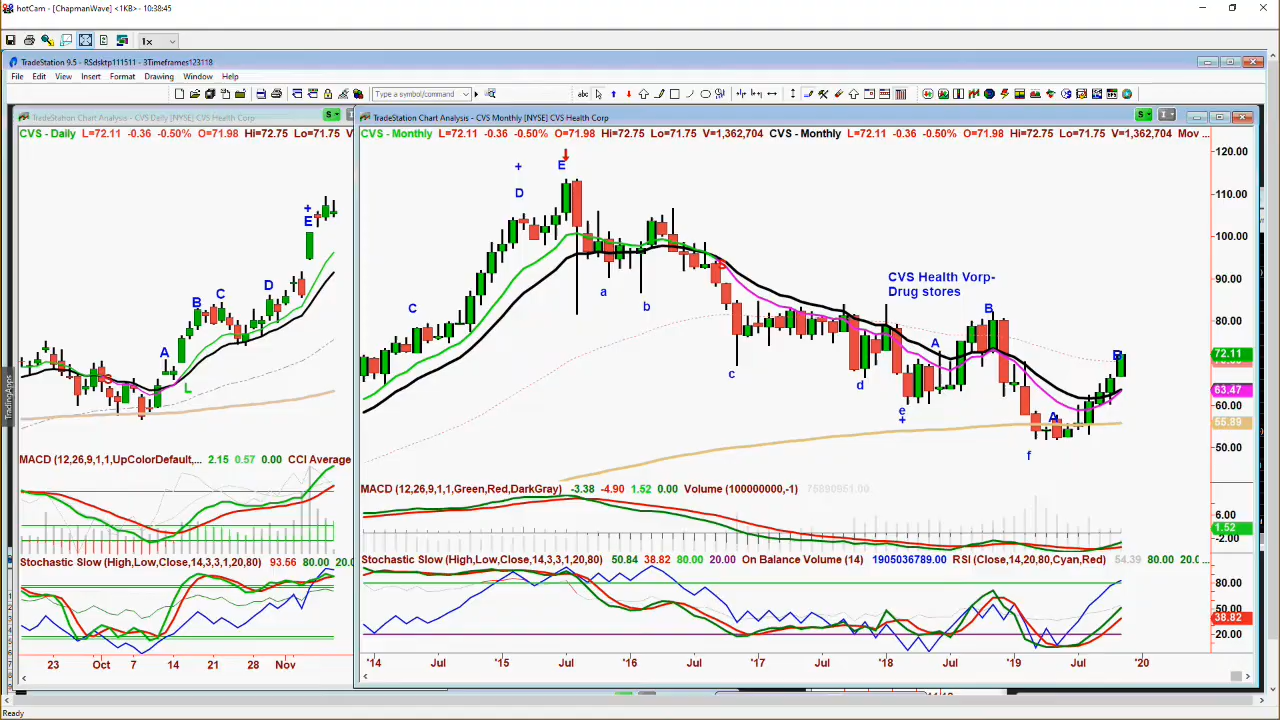 hotCam - [ChapmanWave] <1KB> - 10:38:45
1x
TradeStation 9.5 - RSdsktp111511 - 3Timeframes123118
File Edit View Insert Format Drawing Window Help
Type a symbol/command
abc
TradeStation Chart Analysis - CVS Daily [NYSE] CVS Health Corp
S
CVS - Daily L=72.11 -0.36 -0.50% O=71.98 Hi=72.75 Lo=71.75 V
+
E
D
B
C
A
S
L
MACD (12,26,9,1,1,UpColorDefault,... 2.15 0.57 0.00 CCI Average
Stochastic Slow (High,Low,Close,14,3,3,1,20,80) 93.56 80.00 20.
23 Oct 7 14 21 28 Nov
TradingApps
TradeStation Chart Analysis - CVS Monthly [NYSE] CVS Health Corp
S
CVS - Monthly L=72.11 -0.36 -0.50% O=71.98 Hi=72.75 Lo=71.75 V=1,362,704 CVS - Monthly L=72.11 -0.36 -0.50% O=71.98 Hi=72.75 Lo=71.75 V=1,362,704 Mov ...
120.00
110.00
100.00
90.00
80.00
72.11
63.47
60.00
55.89
50.00
+
D
E
C
a
b
S
c
CVS Health Vorp-
Drug stores
B
A
d
e
+
f
A
B
MACD (12,26,9,1,1,Green,Red,DarkGray) -3.38 -4.90 1.52 0.00 Volume (100000000,-1)
6.00
1.52
-2.00
Stochastic Slow (High,Low,Close,14,3,3,1,20,80) 50.84 38.82 80.00 20.00 On Balance Volume (14) 1905036789.00 RSI (Close,14,20,80,Cyan,Red) 54.39 80.00 20.0...
80.00
50.00
38.82
20.00
'14 Jul '15 Jul '16 Jul '17 Jul '18 Jul '19 Jul '20
Ready